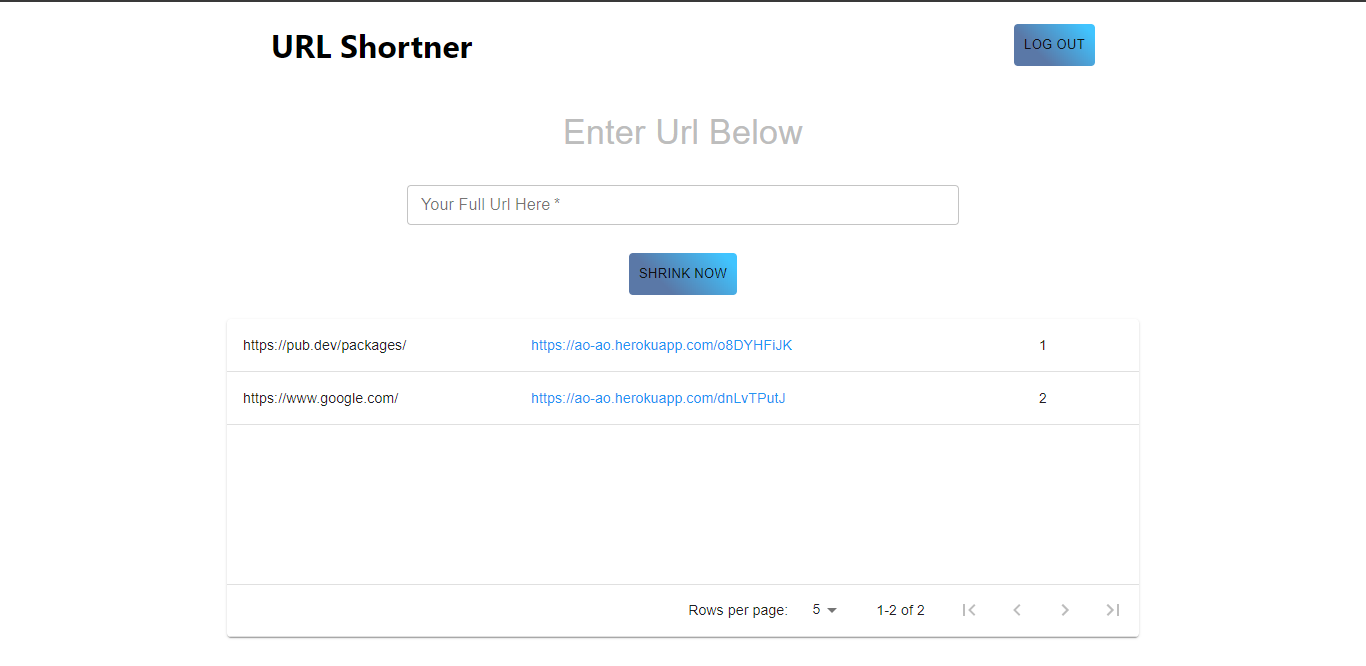 URL Shortner
LOG OUT
Enter Url Below
Your Full Url Here *
SHRINK NOW
https://pub.dev/packages/ https://ao-ao.herokuapp.com/o8DYHFiJK 1
https://www.google.com/ https://ao-ao.herokuapp.com/dnLvTPutJ 2
Rows per page: 5 1-2 of 2